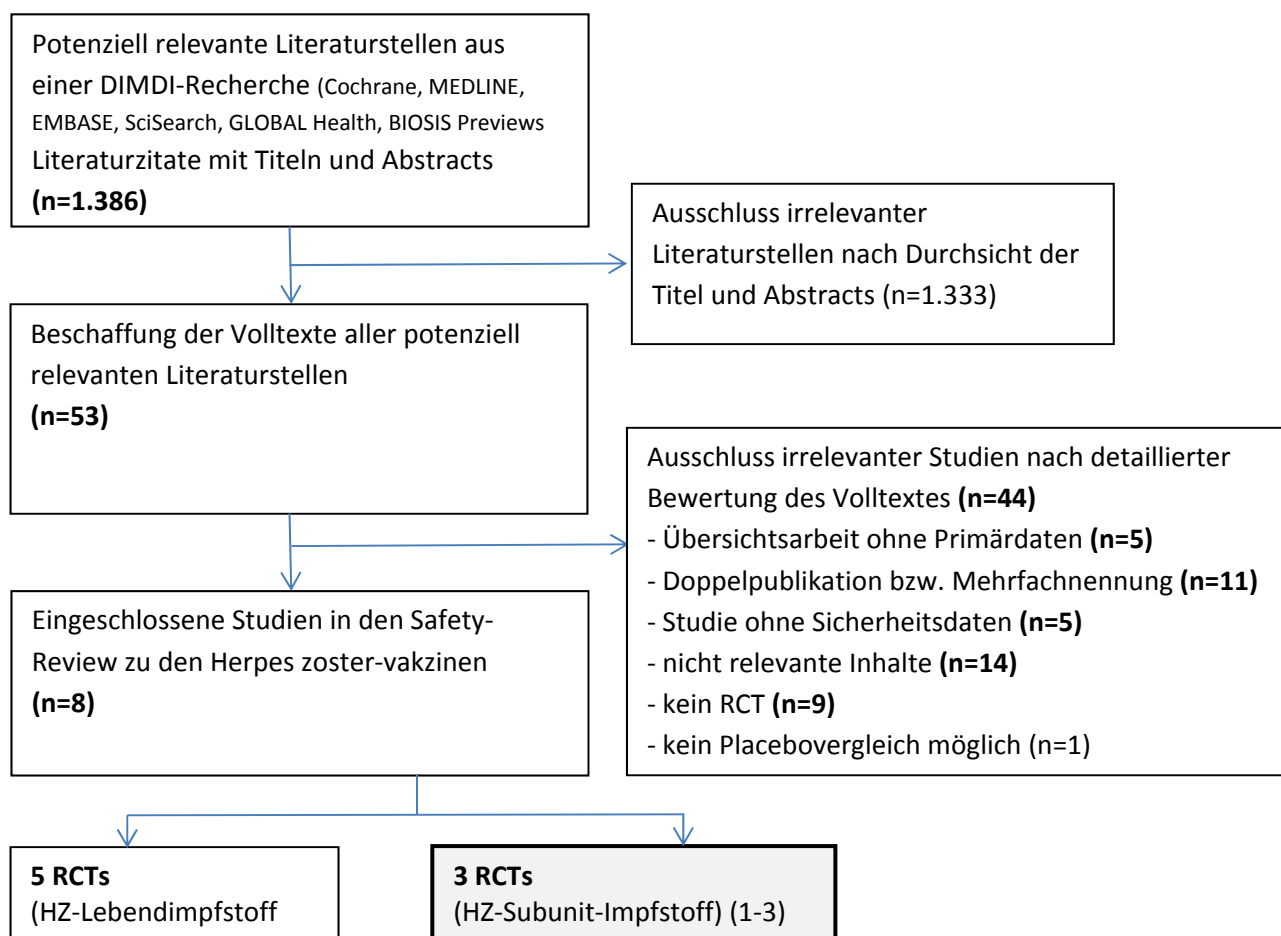 Potenziell relevante Literaturstellen aus
einer DIMDI-Recherche (Cochrane, MEDLINE,
EMBASE, SciSearch, GLOBAL Health, BIOSIS Previews
Literaturzitate mit Titeln und Abstracts
(n=1.386)
Ausschluss irrelevanter
Literaturstellen nach Durchsicht der
Titel und Abstracts (n=1.333)
Beschaffung der Volltexte aller potenziell
relevanten Literaturstellen
(n=53)
Ausschluss irrelevanter Studien nach detaillierter
Bewertung des Volltextes (n=44)
- Übersichtsarbeit ohne Primärdaten (n=5)
- Doppelpublikation bzw. Mehrfachnennung (n=11)
- Studie ohne Sicherheitsdaten (n=5)
- nicht relevante Inhalte (n=14)
- kein RCT (n=9)
- kein Placebovergleich möglich (n=1)
Eingeschlossene Studien in den Safety-
Review zu den Herpes zoster-vakzinen
(n=8)
5 RCTs
(HZ-Lebendimpfstoff
3 RCTs
(HZ-Subunit-Impfstoff) (1-3)